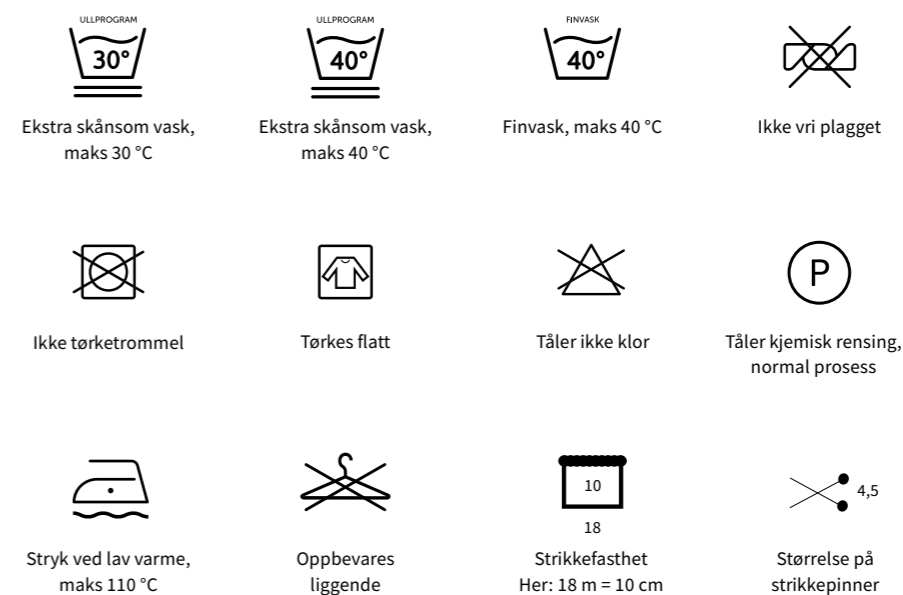 ULLPROGRAM
30°
Ekstra skånsom vask,
maks 30 °C
ULLPROGRAM
40°
Ekstra skånsom vask,
maks 40 °C
FINVASK
40°
Finvask, maks 40 °C
Ikke vri plagget
Ikke tørketrommel
Tørkes flatt
Tåler ikke klor
P
Tåler kjemisk rensing,
normal prosess
Stryk ved lav varme,
maks 110 °C
Oppbevares
liggende
10
18
Strikkefasthet
Her: 18 m = 10 cm
4,5
Størrelse på
strikkepinner